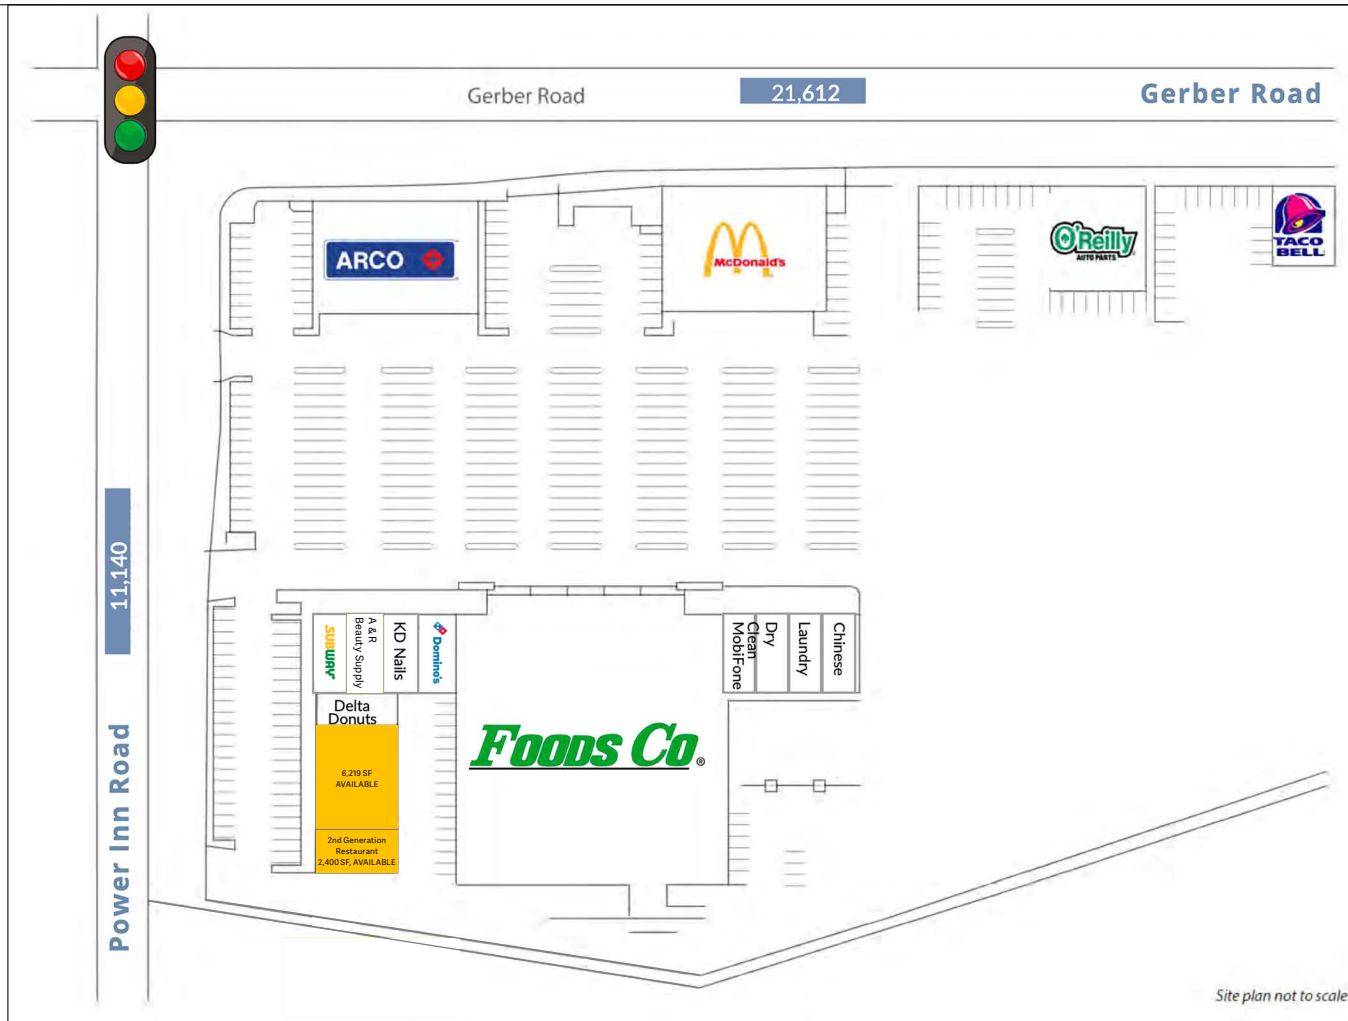 Gerber Road
21,612
Gerber Road
ARCO
McDonald's
O'Reilly
AUTO PARTS
TACO
BELL
11,140
Power Inn Road
SUBWAY
A & R
Beauty Supply
KD Nails
Domino's
Delta
Donuts
6,219 SF
AVAILABLE
2nd Generation
Restaurant
2,400 SF, AVAILABLE
FOODS CO.®
MobiFone
Dry
Clean
Laundry
Chinese
Site plan not to scale